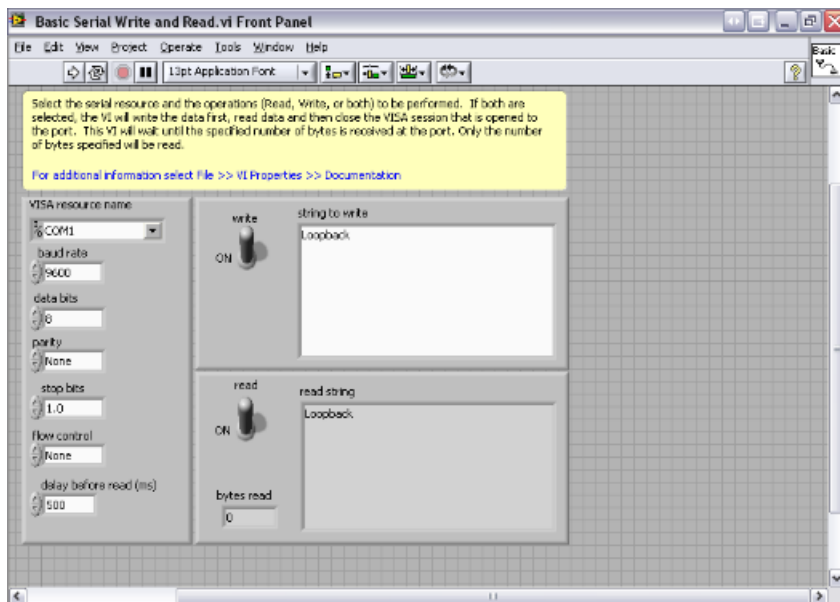 Basic Serial Write and Read.vi Front Panel
File Edit View Project Operate Tools Window Help
13pt Application Font
Basic
Select the serial resource and the operations (Read, Write, or both) to be performed. If both are
selected, the VI will write the data first, read data and then close the VISA session that is opened to
the port. This VI will wait until the specified number of bytes is received at the port. Only the number
of bytes specified will be read.
For additional information select File >> VI Properties >> Documentation
VISA resource name
COM1
baud rate
9600
data bits
8
parity
None
stop bits
1.0
flow control
None
delay before read (ms)
500
write
ON
string to write
Loopback
read
ON
read string
Loopback
bytes read
0